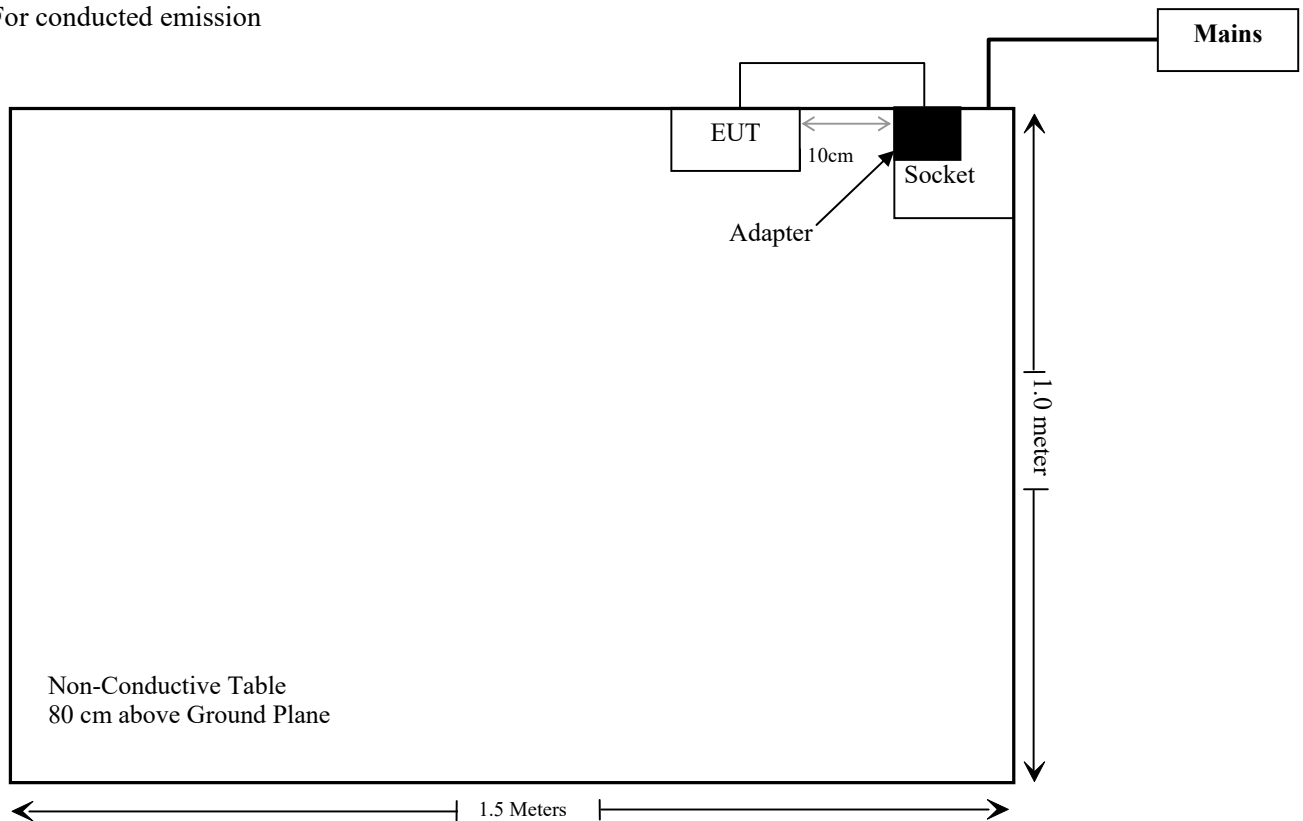 For conducted emission
Mains
EUT
10cm
Socket
Adapter
1.0 meter
Non-Conductive Table
80 cm above Ground Plane
1.5 Meters